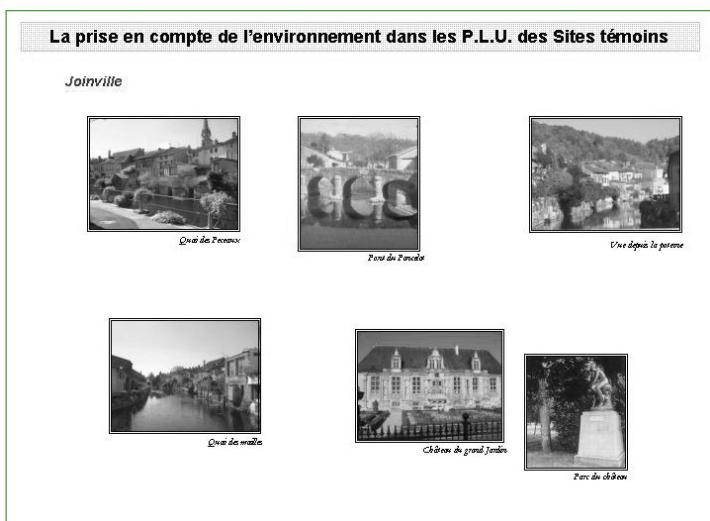 La prise en compte de l'environnement dans les P.L.U. des Sites témoins
Joinville
Quai des Peceaux
Pont du Poncelot
Vue depuis la poterne
Quai des mailles
Château du grand Jardin
Parc du château